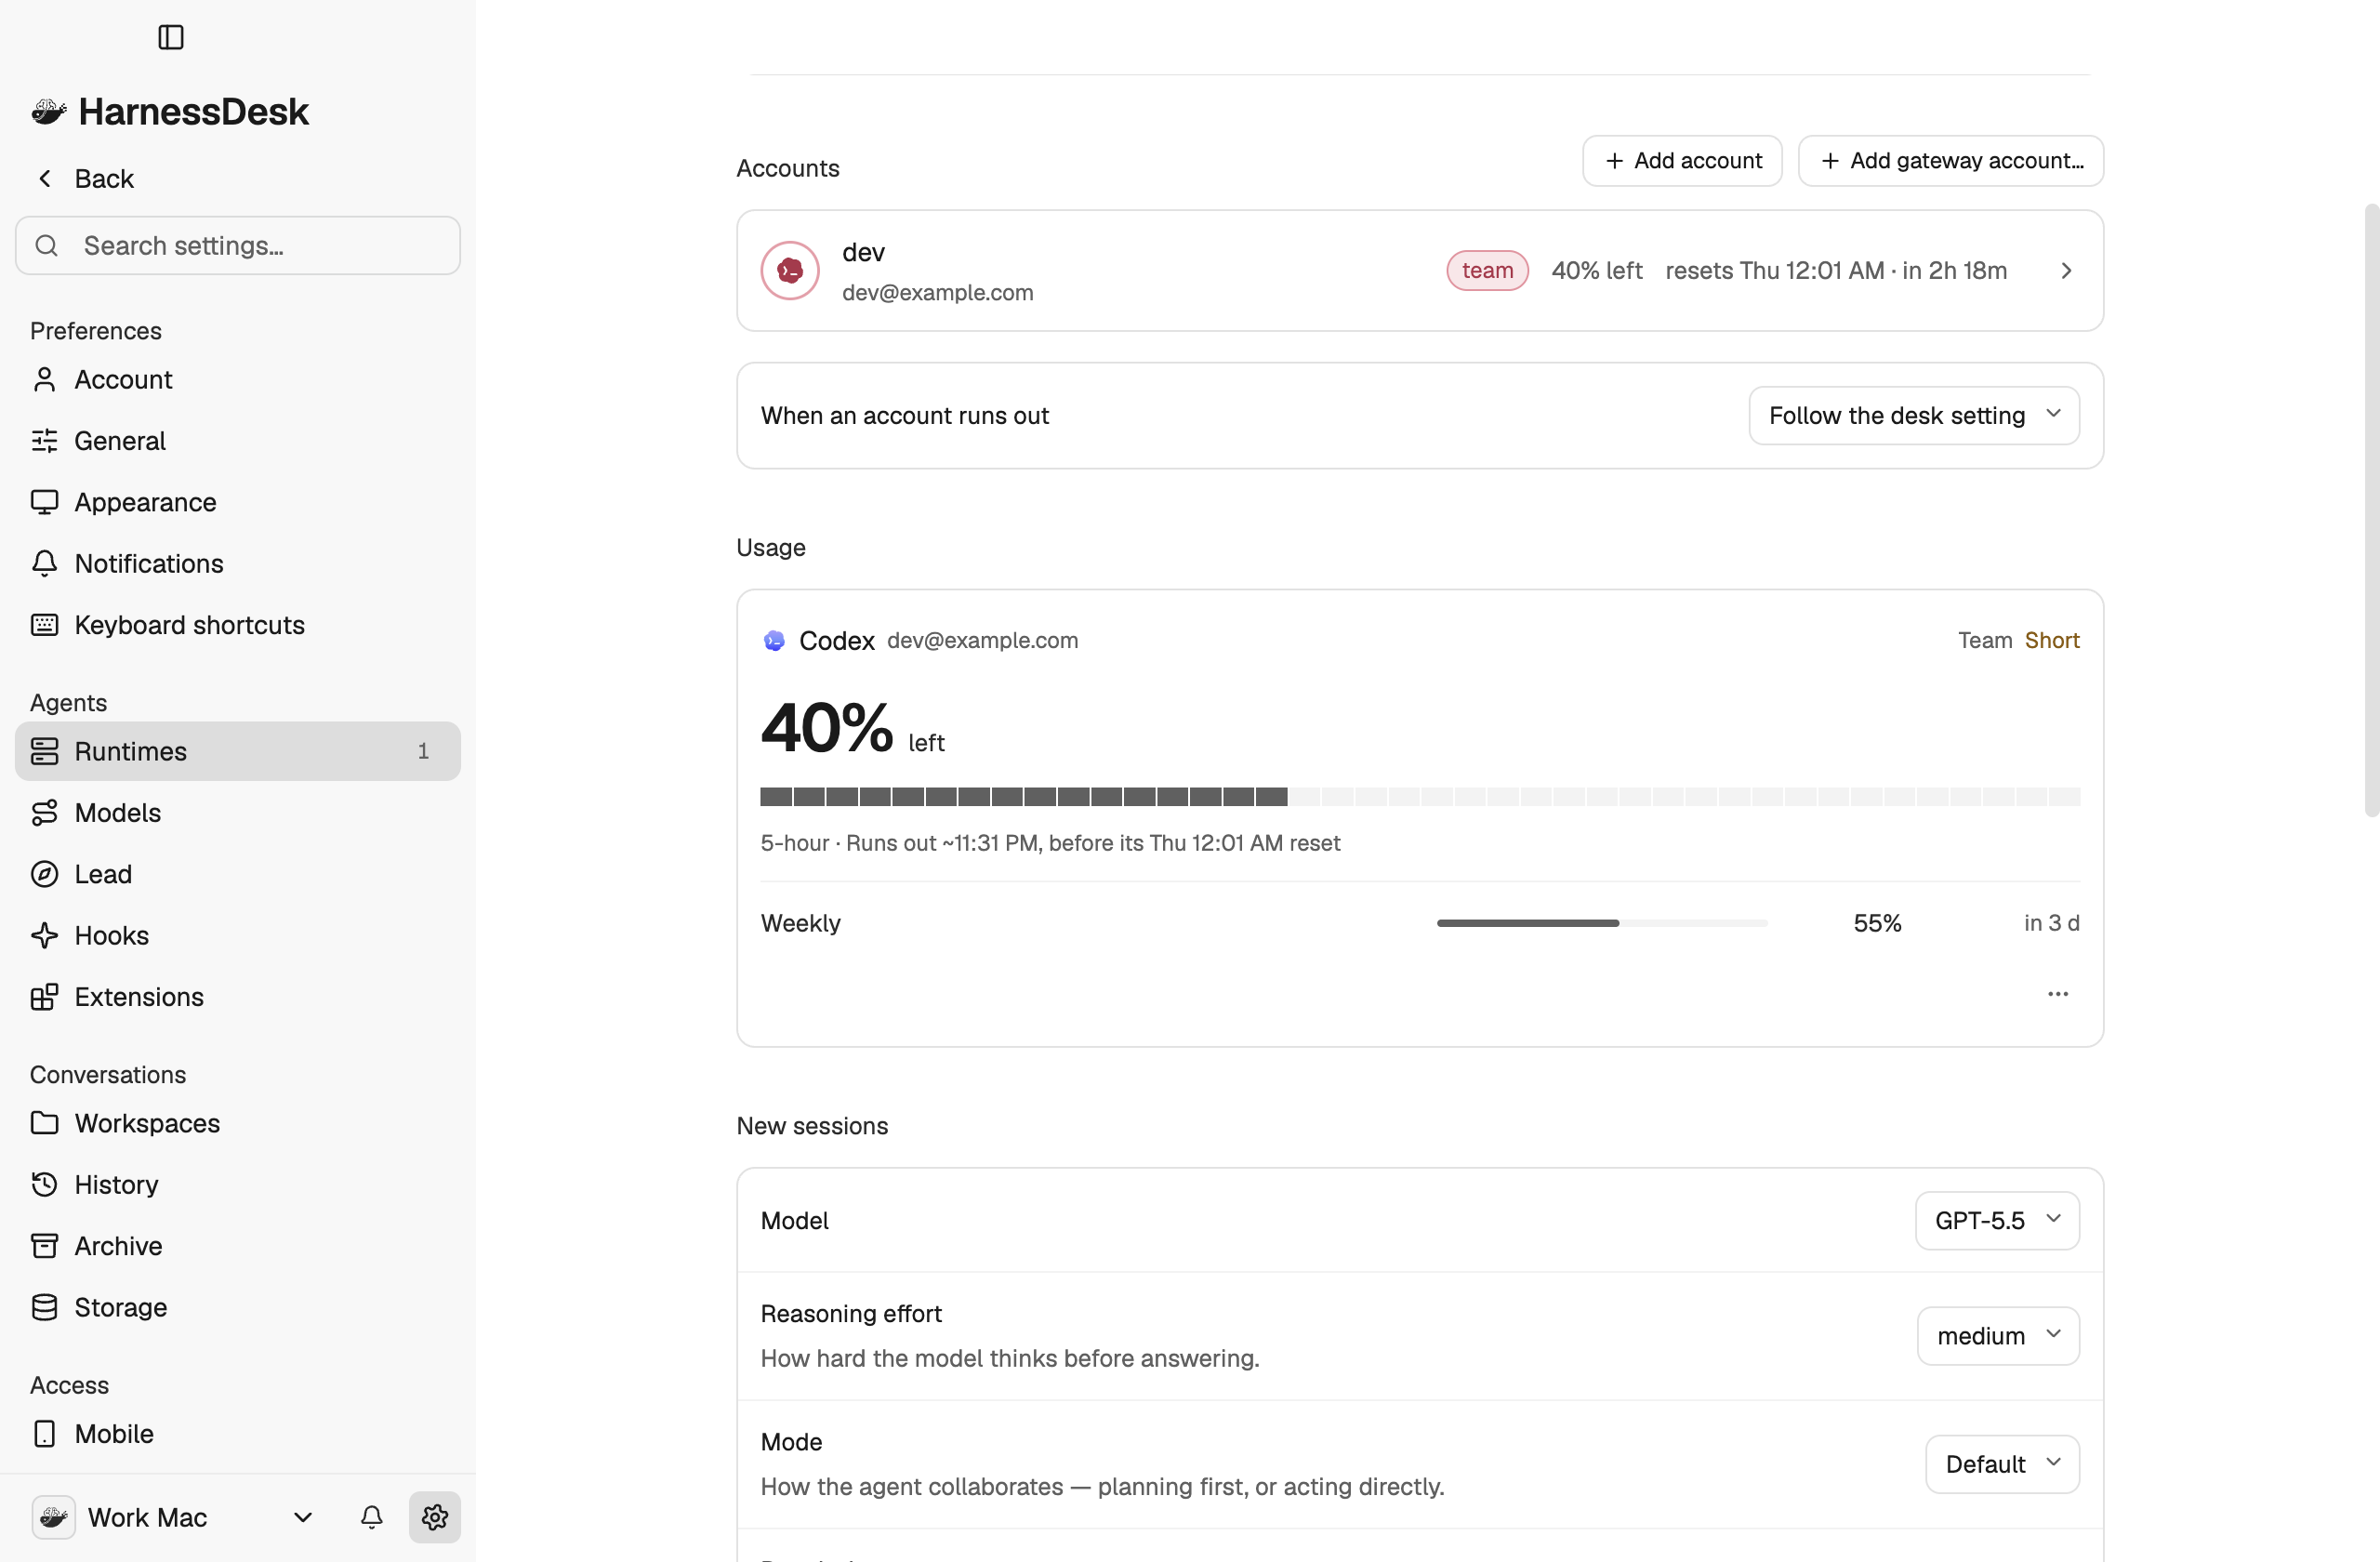 HarnessDesk
Back
Search settings...
Preferences
Account
General
Appearance
Notifications
Keyboard shortcuts
Agents
Runtimes 1
Models
Lead
Hooks
Extensions
Conversations
Workspaces
History
Archive
Storage
Access
Mobile
Work Mac
Accounts + Add account + Add gateway account...
dev
dev@example.com
team 40% left resets Thu 12:01 AM · in 2h 18m
When an account runs out Follow the desk setting
Usage
Codex dev@example.com Team Short
40% left
5-hour · Runs out ~11:31 PM, before its Thu 12:01 AM reset
Weekly 55% in 3 d
New sessions
Model GPT-5.5
Reasoning effort
How hard the model thinks before answering.
medium
Mode
How the agent collaborates — planning first, or acting directly.
Default